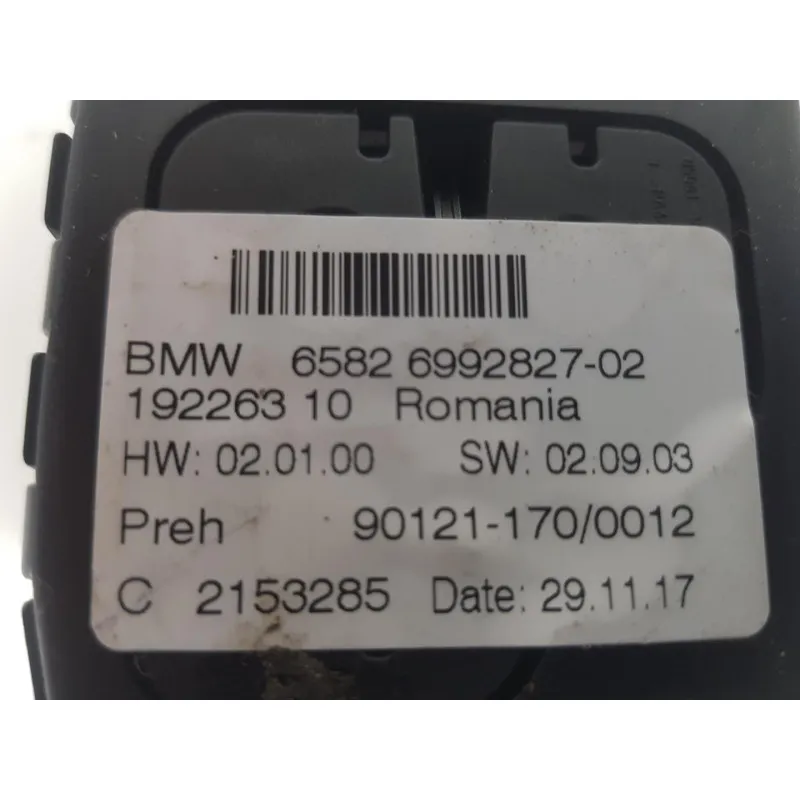 BMW 6582 6992827-02
192263 10 Romania
HW: 02.01.00 SW: 02.09.03
Preh 90121-170/0012
C 2153285 Date: 29.11.17